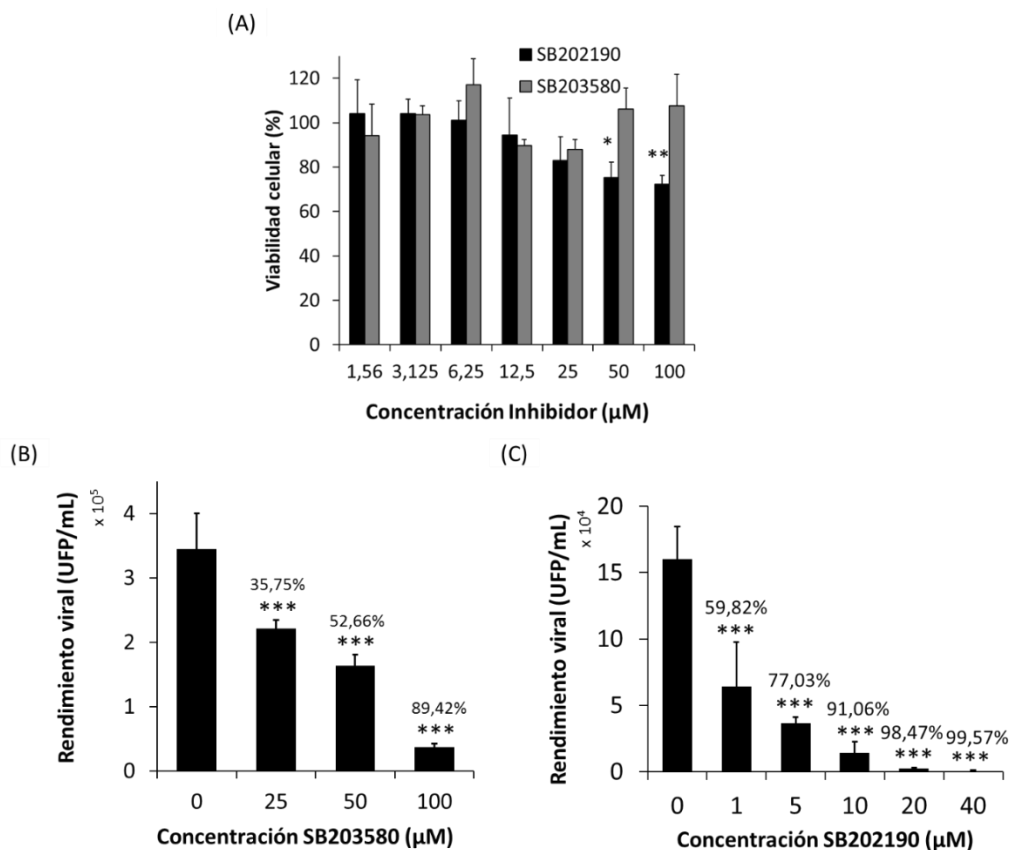 (A)
SB202190
SB203580
Viabilidad celular (%)
120
100
80
60
40
20
0
*
**
1,56 3,125 6,25 12,5 25 50 100
Concentración Inhibidor (µM)
(B)
Rendimiento viral (UFP/mL)
x 10⁵
4
3
2
1
0
35,75%
***
52,66%
***
89,42%
***
0 25 50 100
Concentración SB203580 (µM)
(C)
Rendimiento viral (UFP/mL)
x 10⁴
20
15
10
5
0
59,82%
***
77,03%
***
91,06%
***
98,47%
***
99,57%
***
0 1 5 10 20 40
Concentración SB202190 (µM)